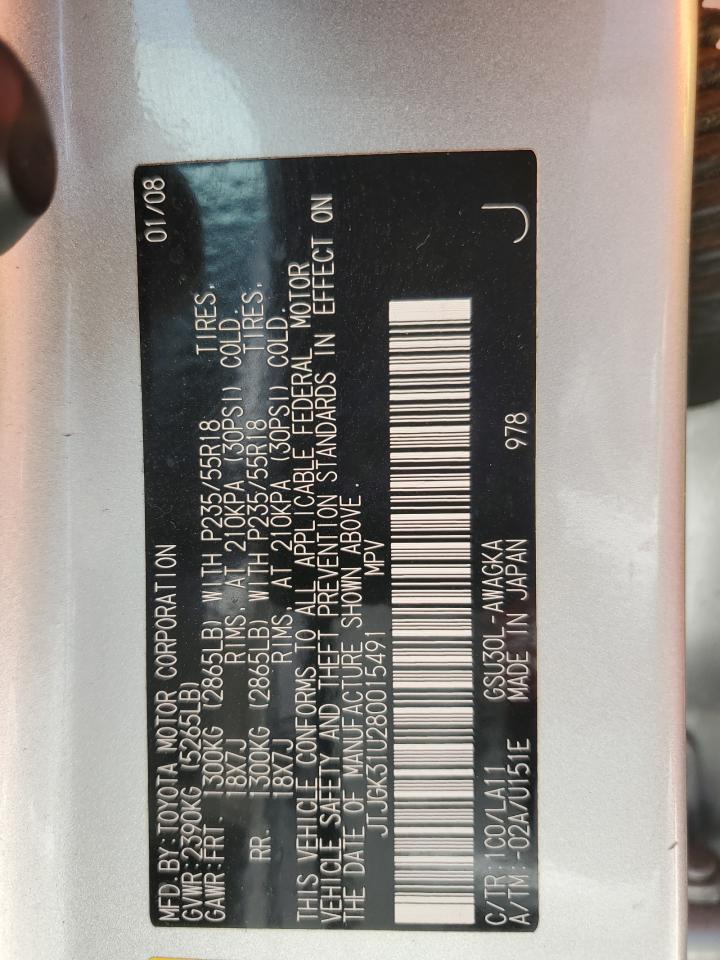 MFD. BY: TOYOTA MOTOR CORPORATION 01/08
GVWR: 2390KG (5265LB)
GAWR: FRT. 1300KG (2865LB) WITH P235/55R18 TIRES,
18X7J RIMS, AT 210KPA (30PSI) COLD.
RR. 1300KG (2865LB) WITH P235/55R18 TIRES,
18X7J RIMS, AT 210KPA (30PSI) COLD.
THIS VEHICLE CONFORMS TO ALL APPLICABLE FEDERAL MOTOR
VEHICLE SAFETY AND THEFT PREVENTION STANDARDS IN EFFECT ON
THE DATE OF MANUFACTURE SHOWN ABOVE.
JTJGK31U280015491 MPV
C/TR: 1C0/LA11 GSU30L-AWAGKA
A/TM: -02A/U151E MADE IN JAPAN 978 J